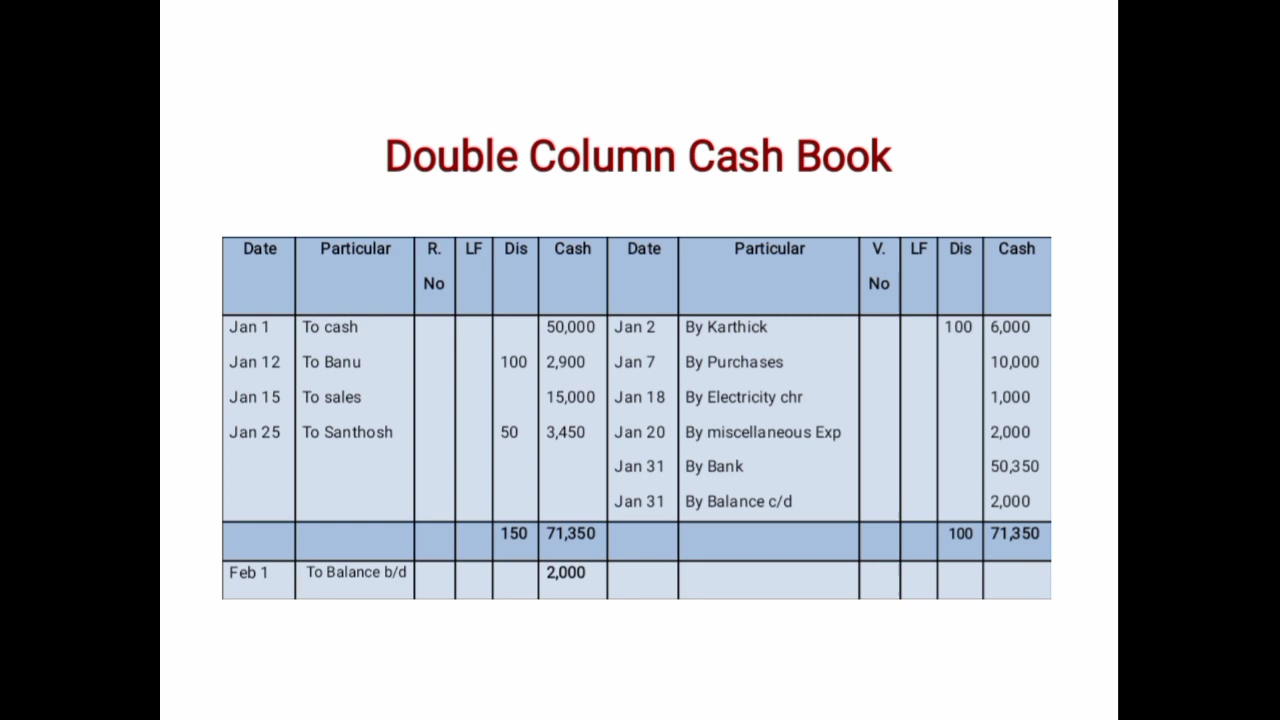 Double Column Cash Book
Date Particular R. No LF Dis Cash Date Particular V. No LF Dis Cash
Jan 1 To cash 50,000 Jan 2 By Karthick 100 6,000
Jan 12 To Banu 100 2,900 Jan 7 By Purchases 10,000
Jan 15 To sales 15,000 Jan 18 By Electricity chr 1,000
Jan 25 To Santhosh 50 3,450 Jan 20 By miscellaneous Exp 2,000
Jan 31 By Bank 50,350
Jan 31 By Balance c/d 2,000
150 71,350 100 71,350
Feb 1 To Balance b/d 2,000